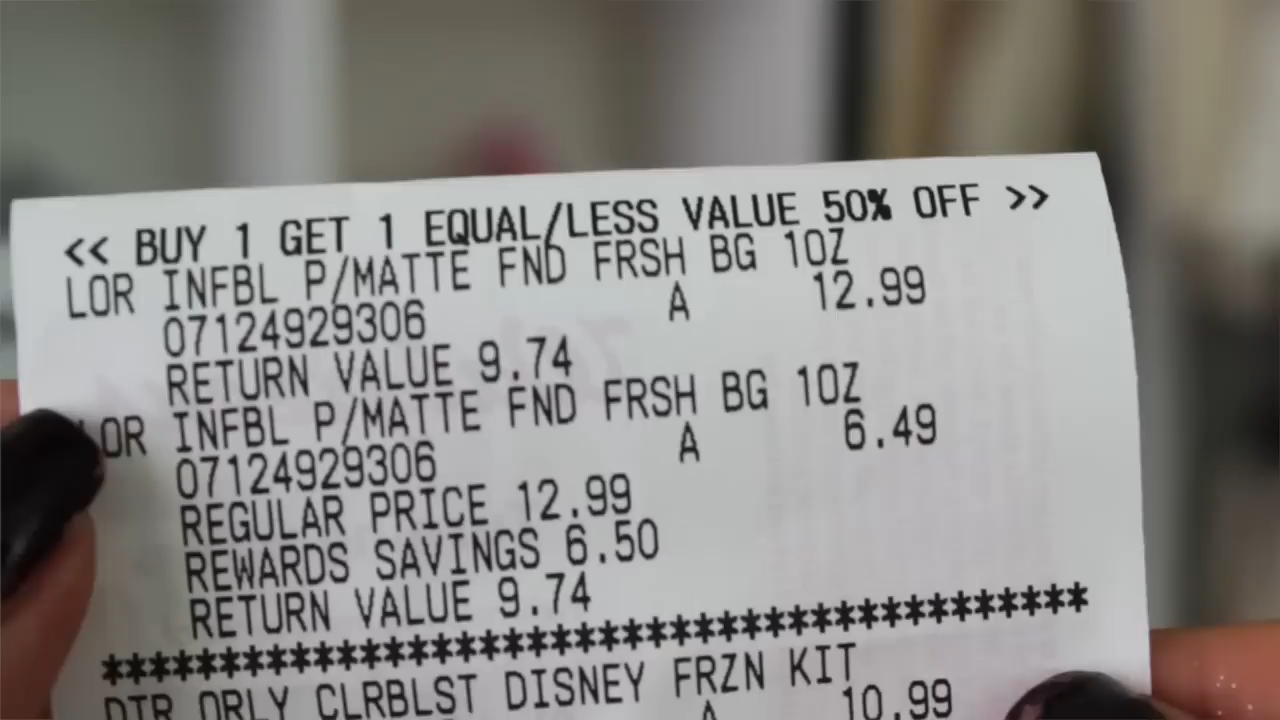 << BUY 1 GET 1 EQUAL/LESS VALUE 50% OFF >>
LOR INFBL P/MATTE FND FRSH BG 1OZ
07124929306 A 12.99
RETURN VALUE 9.74
LOR INFBL P/MATTE FND FRSH BG 1OZ
07124929306 A 6.49
REGULAR PRICE 12.99
REWARDS SAVINGS 6.50
RETURN VALUE 9.74
******************************************
DTR ORLY CLRBLST DISNEY FRZN KIT
A 10.99